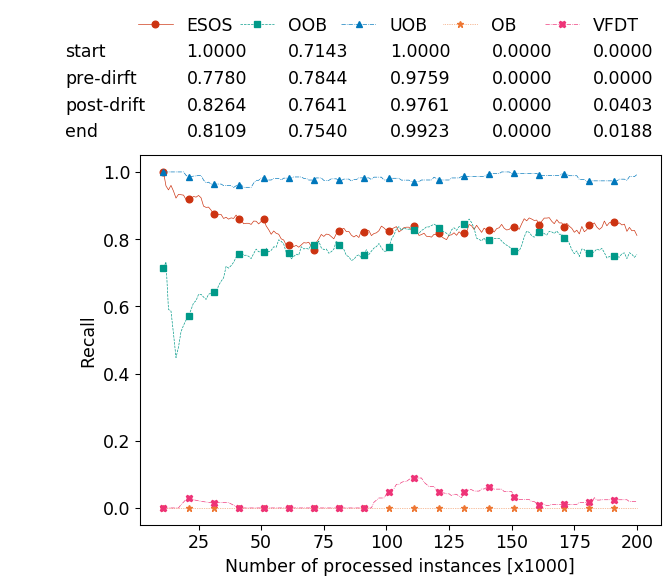 ESOS OOB UOB OB VFDT
start 1.0000 0.7143 1.0000 0.0000 0.0000
pre-dirft 0.7780 0.7844 0.9759 0.0000 0.0000
post-drift 0.8264 0.7641 0.9761 0.0000 0.0403
end 0.8109 0.7540 0.9923 0.0000 0.0188
1.0
0.8
0.6
0.4
0.2
0.0
Recall
25 50 75 100 125 150 175 200
Number of processed instances [x1000]